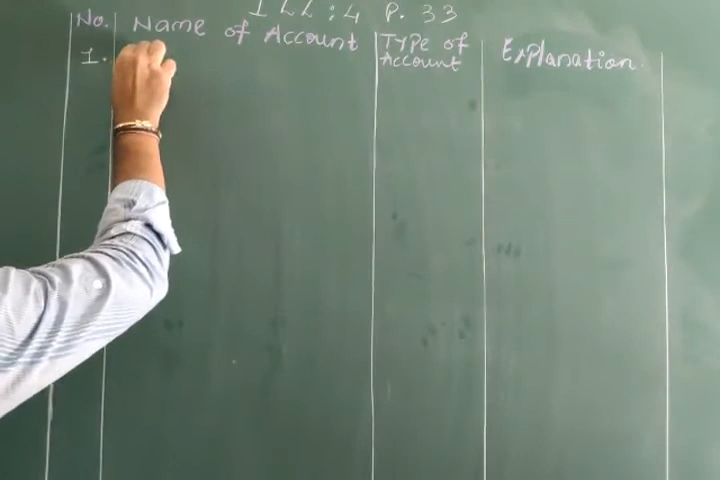 ILL:4 P. 33
No. Name of Account Type of Account Explanation.
1.